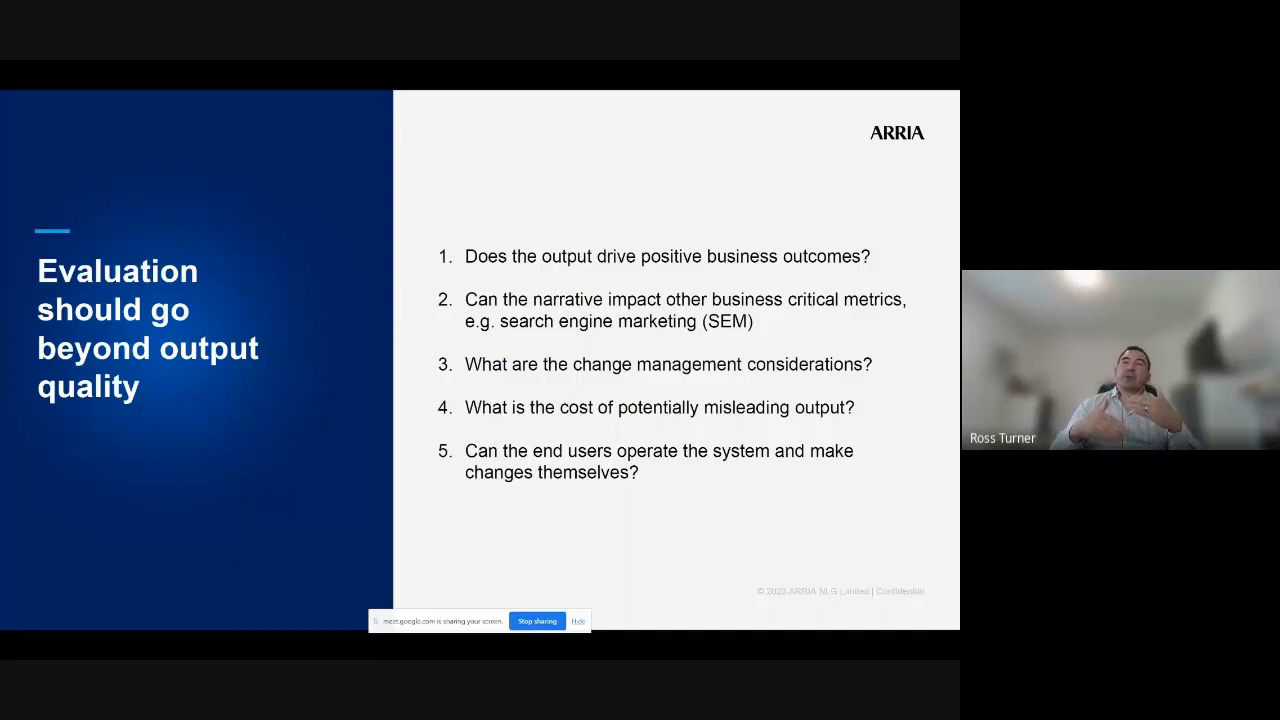 ARRIA
Evaluation
should go
beyond output
quality
1. Does the output drive positive business outcomes?
2. Can the narrative impact other business critical metrics,
e.g. search engine marketing (SEM)
3. What are the change management considerations?
4. What is the cost of potentially misleading output?
5. Can the end users operate the system and make
changes themselves?
© 2023 ARRIA NLG Limited | Confidential
meet.google.com is sharing your screen.
Stop sharing
Hide
Ross Turner